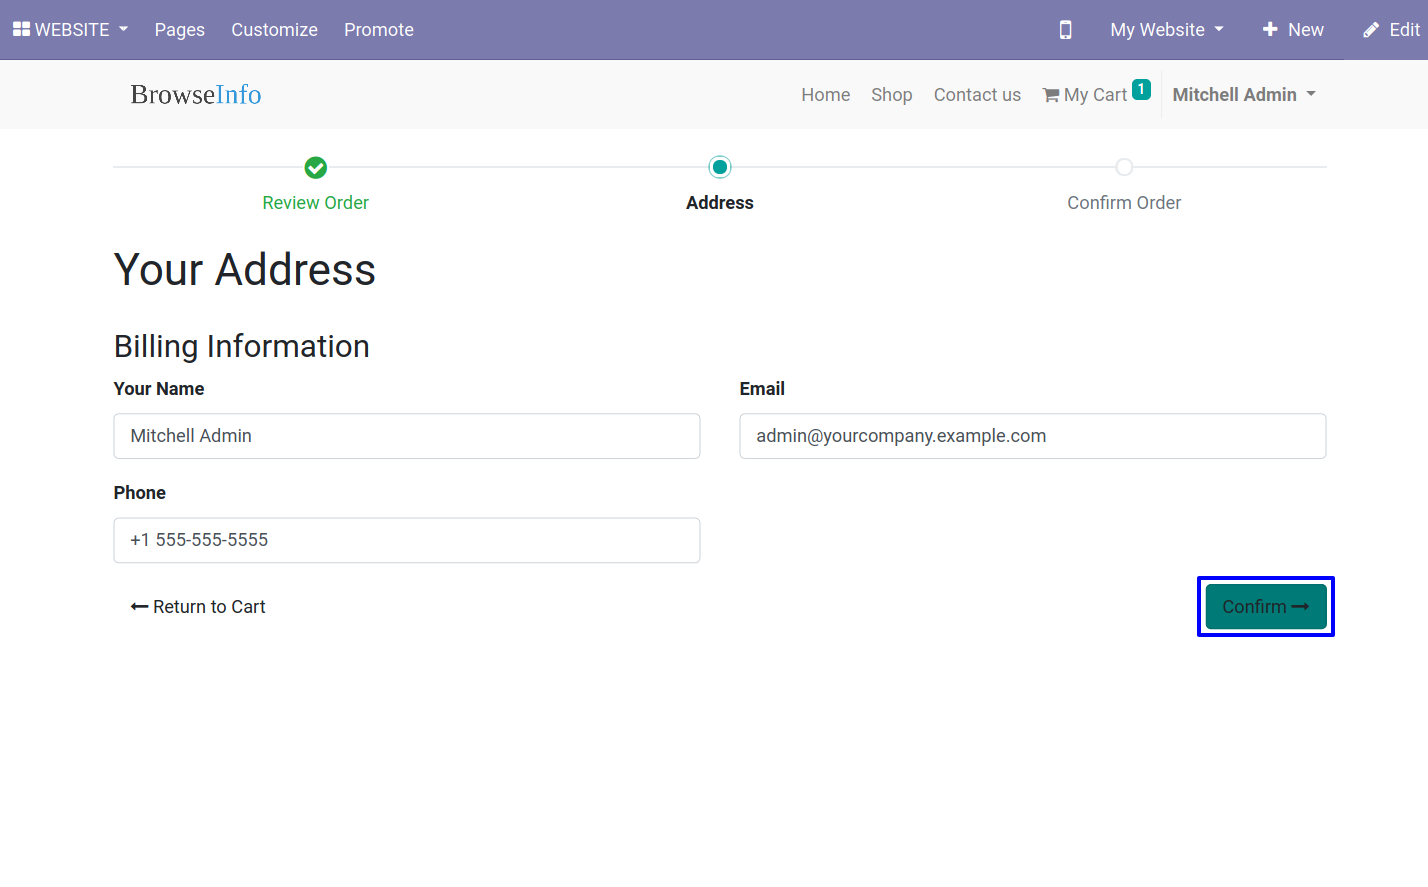 WEBSITE Pages Customize Promote My Website New Edit
BrowseInfo Home Shop Contact us My Cart 1 Mitchell Admin
Review Order Address Confirm Order
Your Address
Billing Information
Your Name Email
Mitchell Admin admin@yourcompany.example.com
Phone
+1 555-555-5555
Return to Cart Confirm